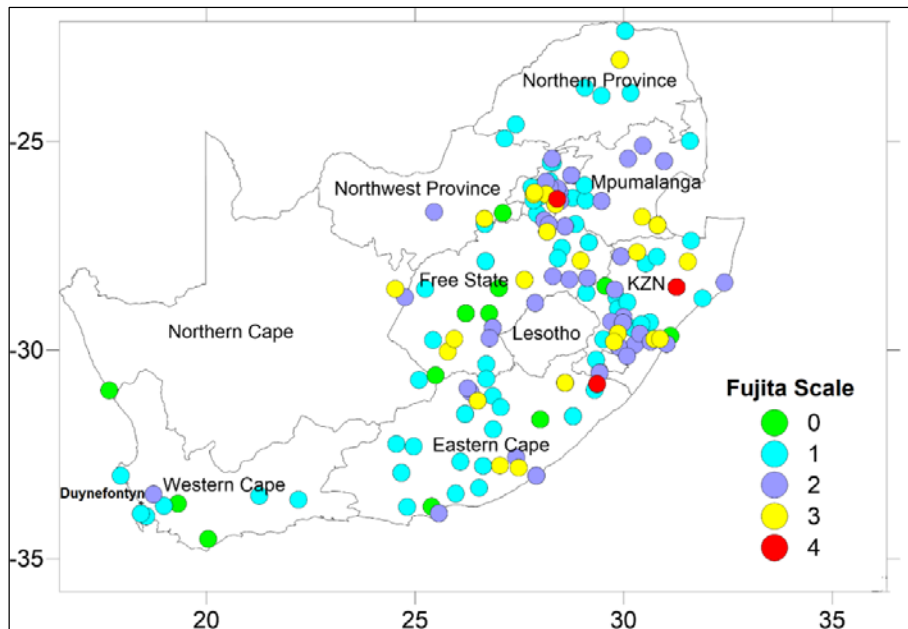 Northern Province
-25
Northwest Province
Mpumalanga
Free State
KZN
Northern Cape
Lesotho
-30
Fujita Scale
0
1
Eastern Cape
2
Duynefontyn
Western Cape
3
4
-35
20
25
30
35